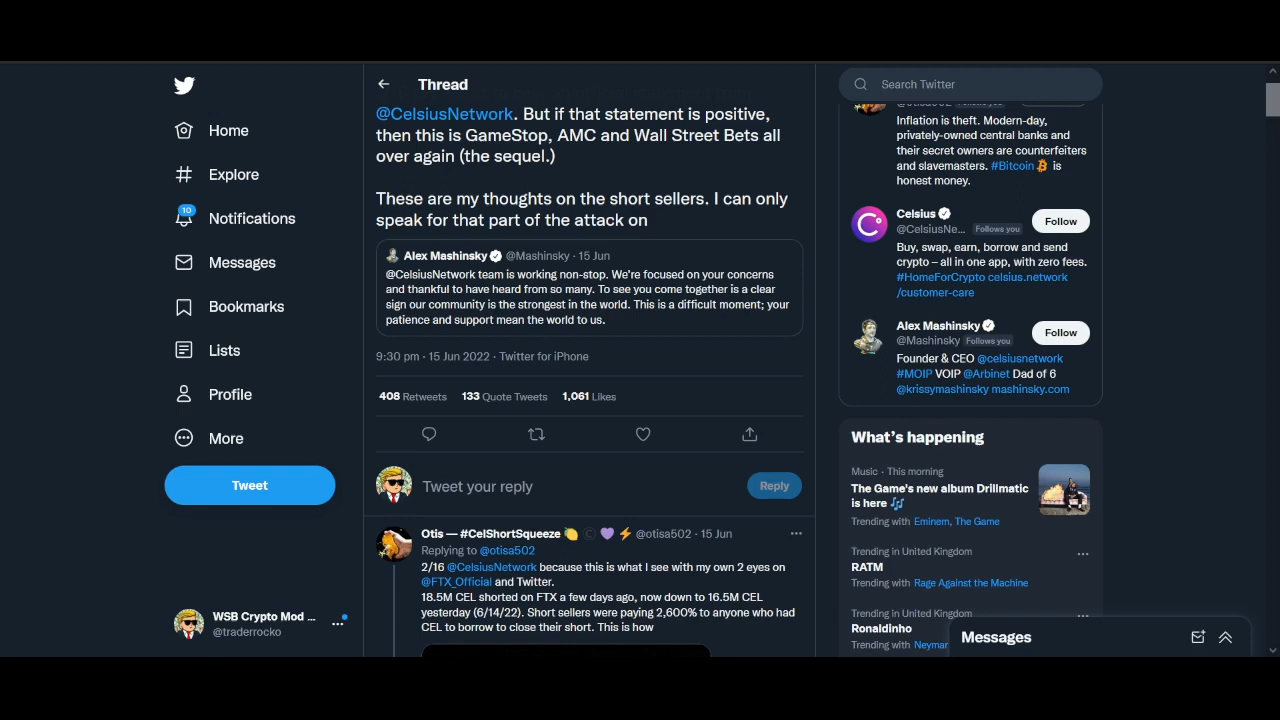 Home
Explore
10
Notifications
Messages
Bookmarks
Lists
Profile
More
Tweet
WSB Crypto Mod ...
@traderrocko
Thread
@CelsiusNetwork. But if that statement is positive,
then this is GameStop, AMC and Wall Street Bets all
over again (the sequel.)
These are my thoughts on the short sellers. I can only
speak for that part of the attack on
Alex Mashinsky @Mashinsky · 15 Jun
@CelsiusNetwork team is working non-stop. We're focused on your concerns
and thankful to have heard from so many. To see you come together is a clear
sign our community is the strongest in the world. This is a difficult moment; your
patience and support mean the world to us.
9:30 pm · 15 Jun 2022 · Twitter for iPhone
408 Retweets 133 Quote Tweets 1,061 Likes
Tweet your reply
Reply
Otis — #CelShortSqueeze @otisa502 · 15 Jun
Replying to @otisa502
2/16 @CelsiusNetwork because this is what I see with my own 2 eyes on
@FTX_Official and Twitter.
18.5M CEL shorted on FTX a few days ago, now down to 16.5M CEL
yesterday (6/14/22). Short sellers were paying 2,600% to anyone who had
CEL to borrow to close their short. This is how
Search Twitter
Inflation is theft. Modern-day,
privately-owned central banks and
their secret owners are counterfeiters
and slavemasters. #Bitcoin is
honest money.
Celsius
@CelsiusNe... Follows you
Follow
Buy, swap, earn, borrow and send
crypto – all in one app, with zero fees.
#HomeForCrypto celsius.network
/customer-care
Alex Mashinsky
@Mashinsky Follows you
Follow
Founder & CEO @celsiusnetwork
#MOIP VOIP @Arbinet Dad of 6
@krissymashinsky mashinsky.com
What's happening
Music · This morning
The Game's new album Drillmatic
is here
Trending with Eminem, The Game
Trending in United Kingdom
RATM
Trending with Rage Against the Machine
Trending in United Kingdom
Ronaldinho
Trending with Neymar
Messages